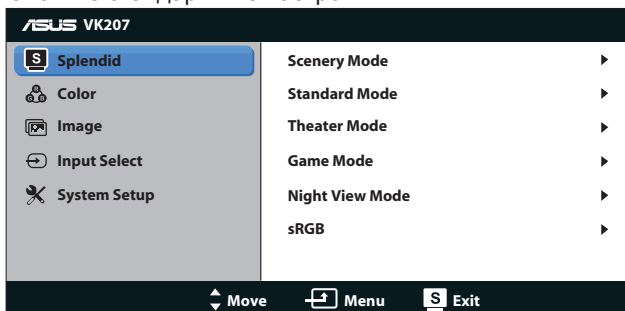 /SUS VK207
S Splendid
Color
Image
Input Select
System Setup
Scenery Mode
Standard Mode
Theater Mode
Game Mode
Night View Mode
sRGB
Move Menu S Exit